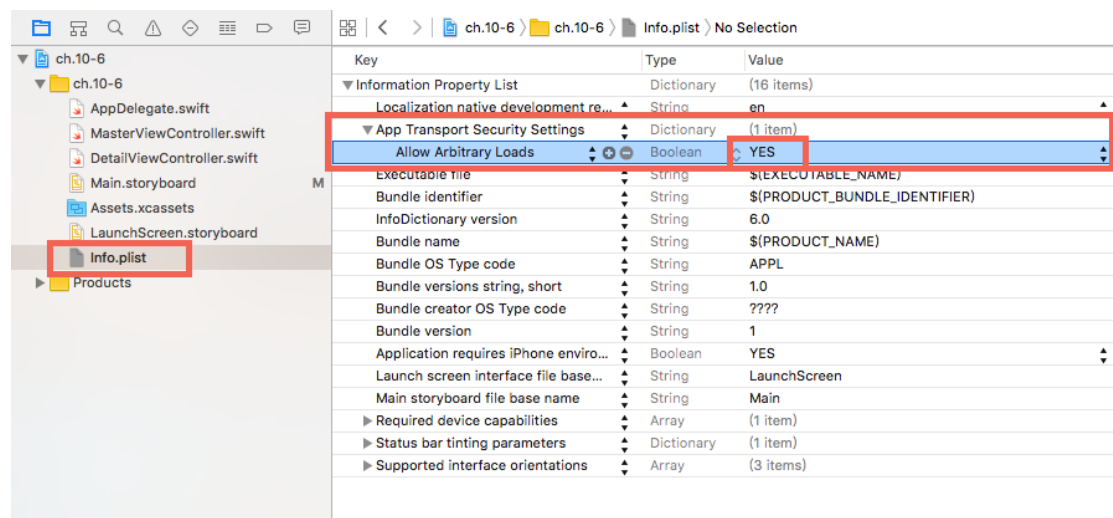 ch.10-6 ch.10-6 Info.plist No Selection
ch.10-6
ch.10-6
AppDelegate.swift
MasterViewController.swift
DetailViewController.swift
Main.storyboard M
Assets.xcassets
LaunchScreen.storyboard
Info.plist
Products
Key Type Value
Information Property List Dictionary (16 items)
Localization native development re... String en
App Transport Security Settings Dictionary (1 item)
Allow Arbitrary Loads Boolean YES
Executable file String $(EXECUTABLE_NAME)
Bundle identifier String $(PRODUCT_BUNDLE_IDENTIFIER)
InfoDictionary version String 6.0
Bundle name String $(PRODUCT_NAME)
Bundle OS Type code String APPL
Bundle versions string, short String 1.0
Bundle creator OS Type code String ????
Bundle version String 1
Application requires iPhone enviro... Boolean YES
Launch screen interface file base... String LaunchScreen
Main storyboard file base name String Main
Required device capabilities Array (1 item)
Status bar tinting parameters Dictionary (1 item)
Supported interface orientations Array (3 items)